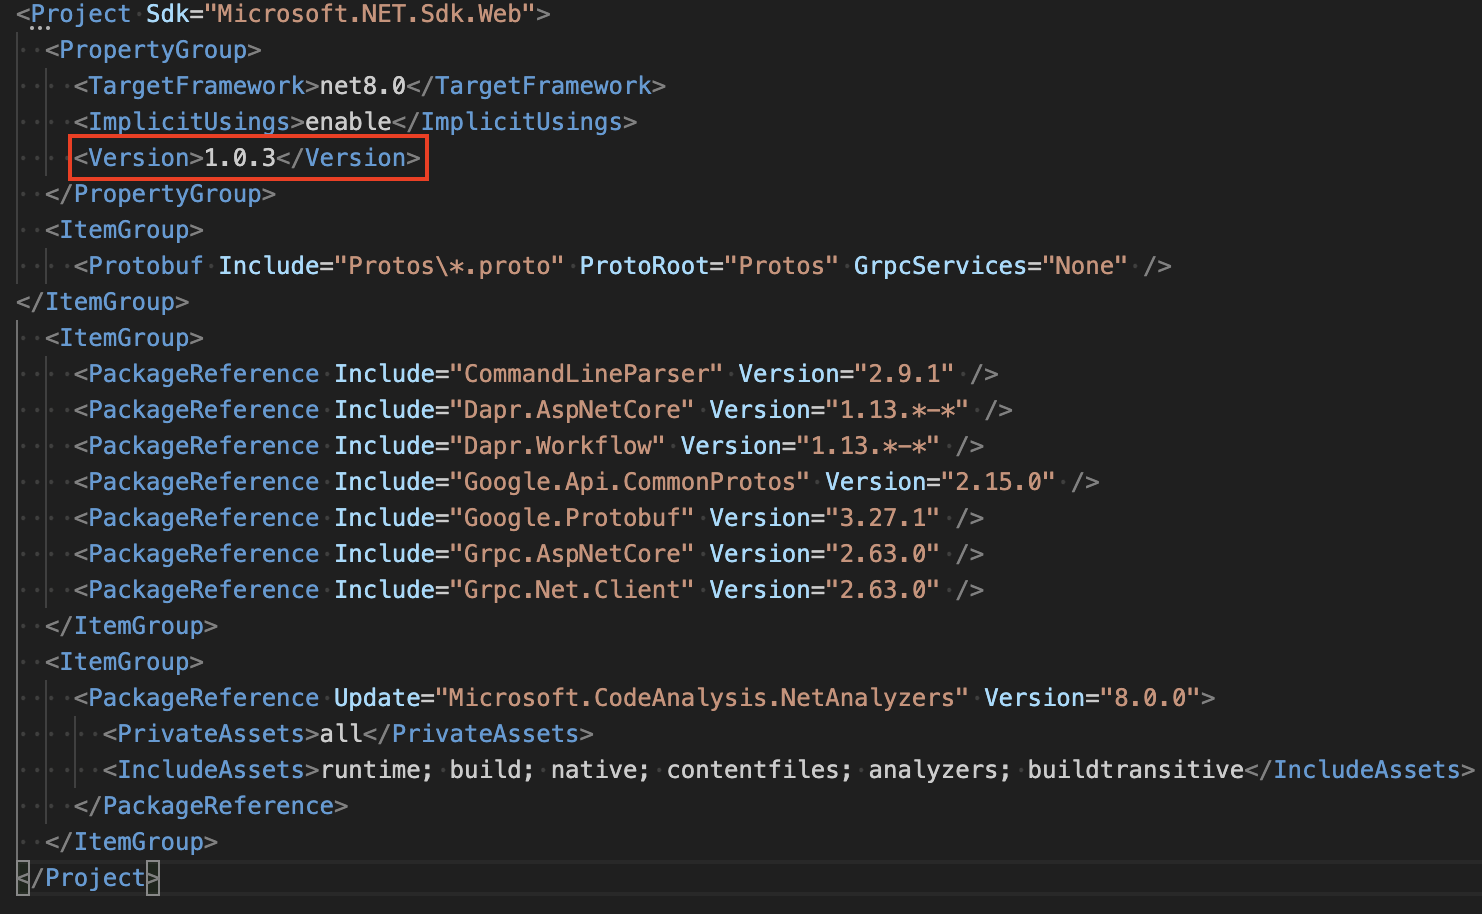 <Project Sdk="Microsoft.NET.Sdk.Web">
<PropertyGroup>
<TargetFramework>net8.0</TargetFramework>
<ImplicitUsings>enable</ImplicitUsings>
<Version>1.0.3</Version>
</PropertyGroup>
<ItemGroup>
<Protobuf Include="Protos\*.proto" ProtoRoot="Protos" GrpcServices="None" />
</ItemGroup>
<ItemGroup>
<PackageReference Include="CommandLineParser" Version="2.9.1" />
<PackageReference Include="Dapr.AspNetCore" Version="1.13.*-*" />
<PackageReference Include="Dapr.Workflow" Version="1.13.*-*" />
<PackageReference Include="Google.Api.CommonProtos" Version="2.15.0" />
<PackageReference Include="Google.Protobuf" Version="3.27.1" />
<PackageReference Include="Grpc.AspNetCore" Version="2.63.0" />
<PackageReference Include="Grpc.Net.Client" Version="2.63.0" />
</ItemGroup>
<ItemGroup>
<PackageReference Update="Microsoft.CodeAnalysis.NetAnalyzers" Version="8.0.0">
<PrivateAssets>all</PrivateAssets>
<IncludeAssets>runtime; build; native; contentfiles; analyzers; buildtransitive</IncludeAssets>
</PackageReference>
</ItemGroup>
</Project>